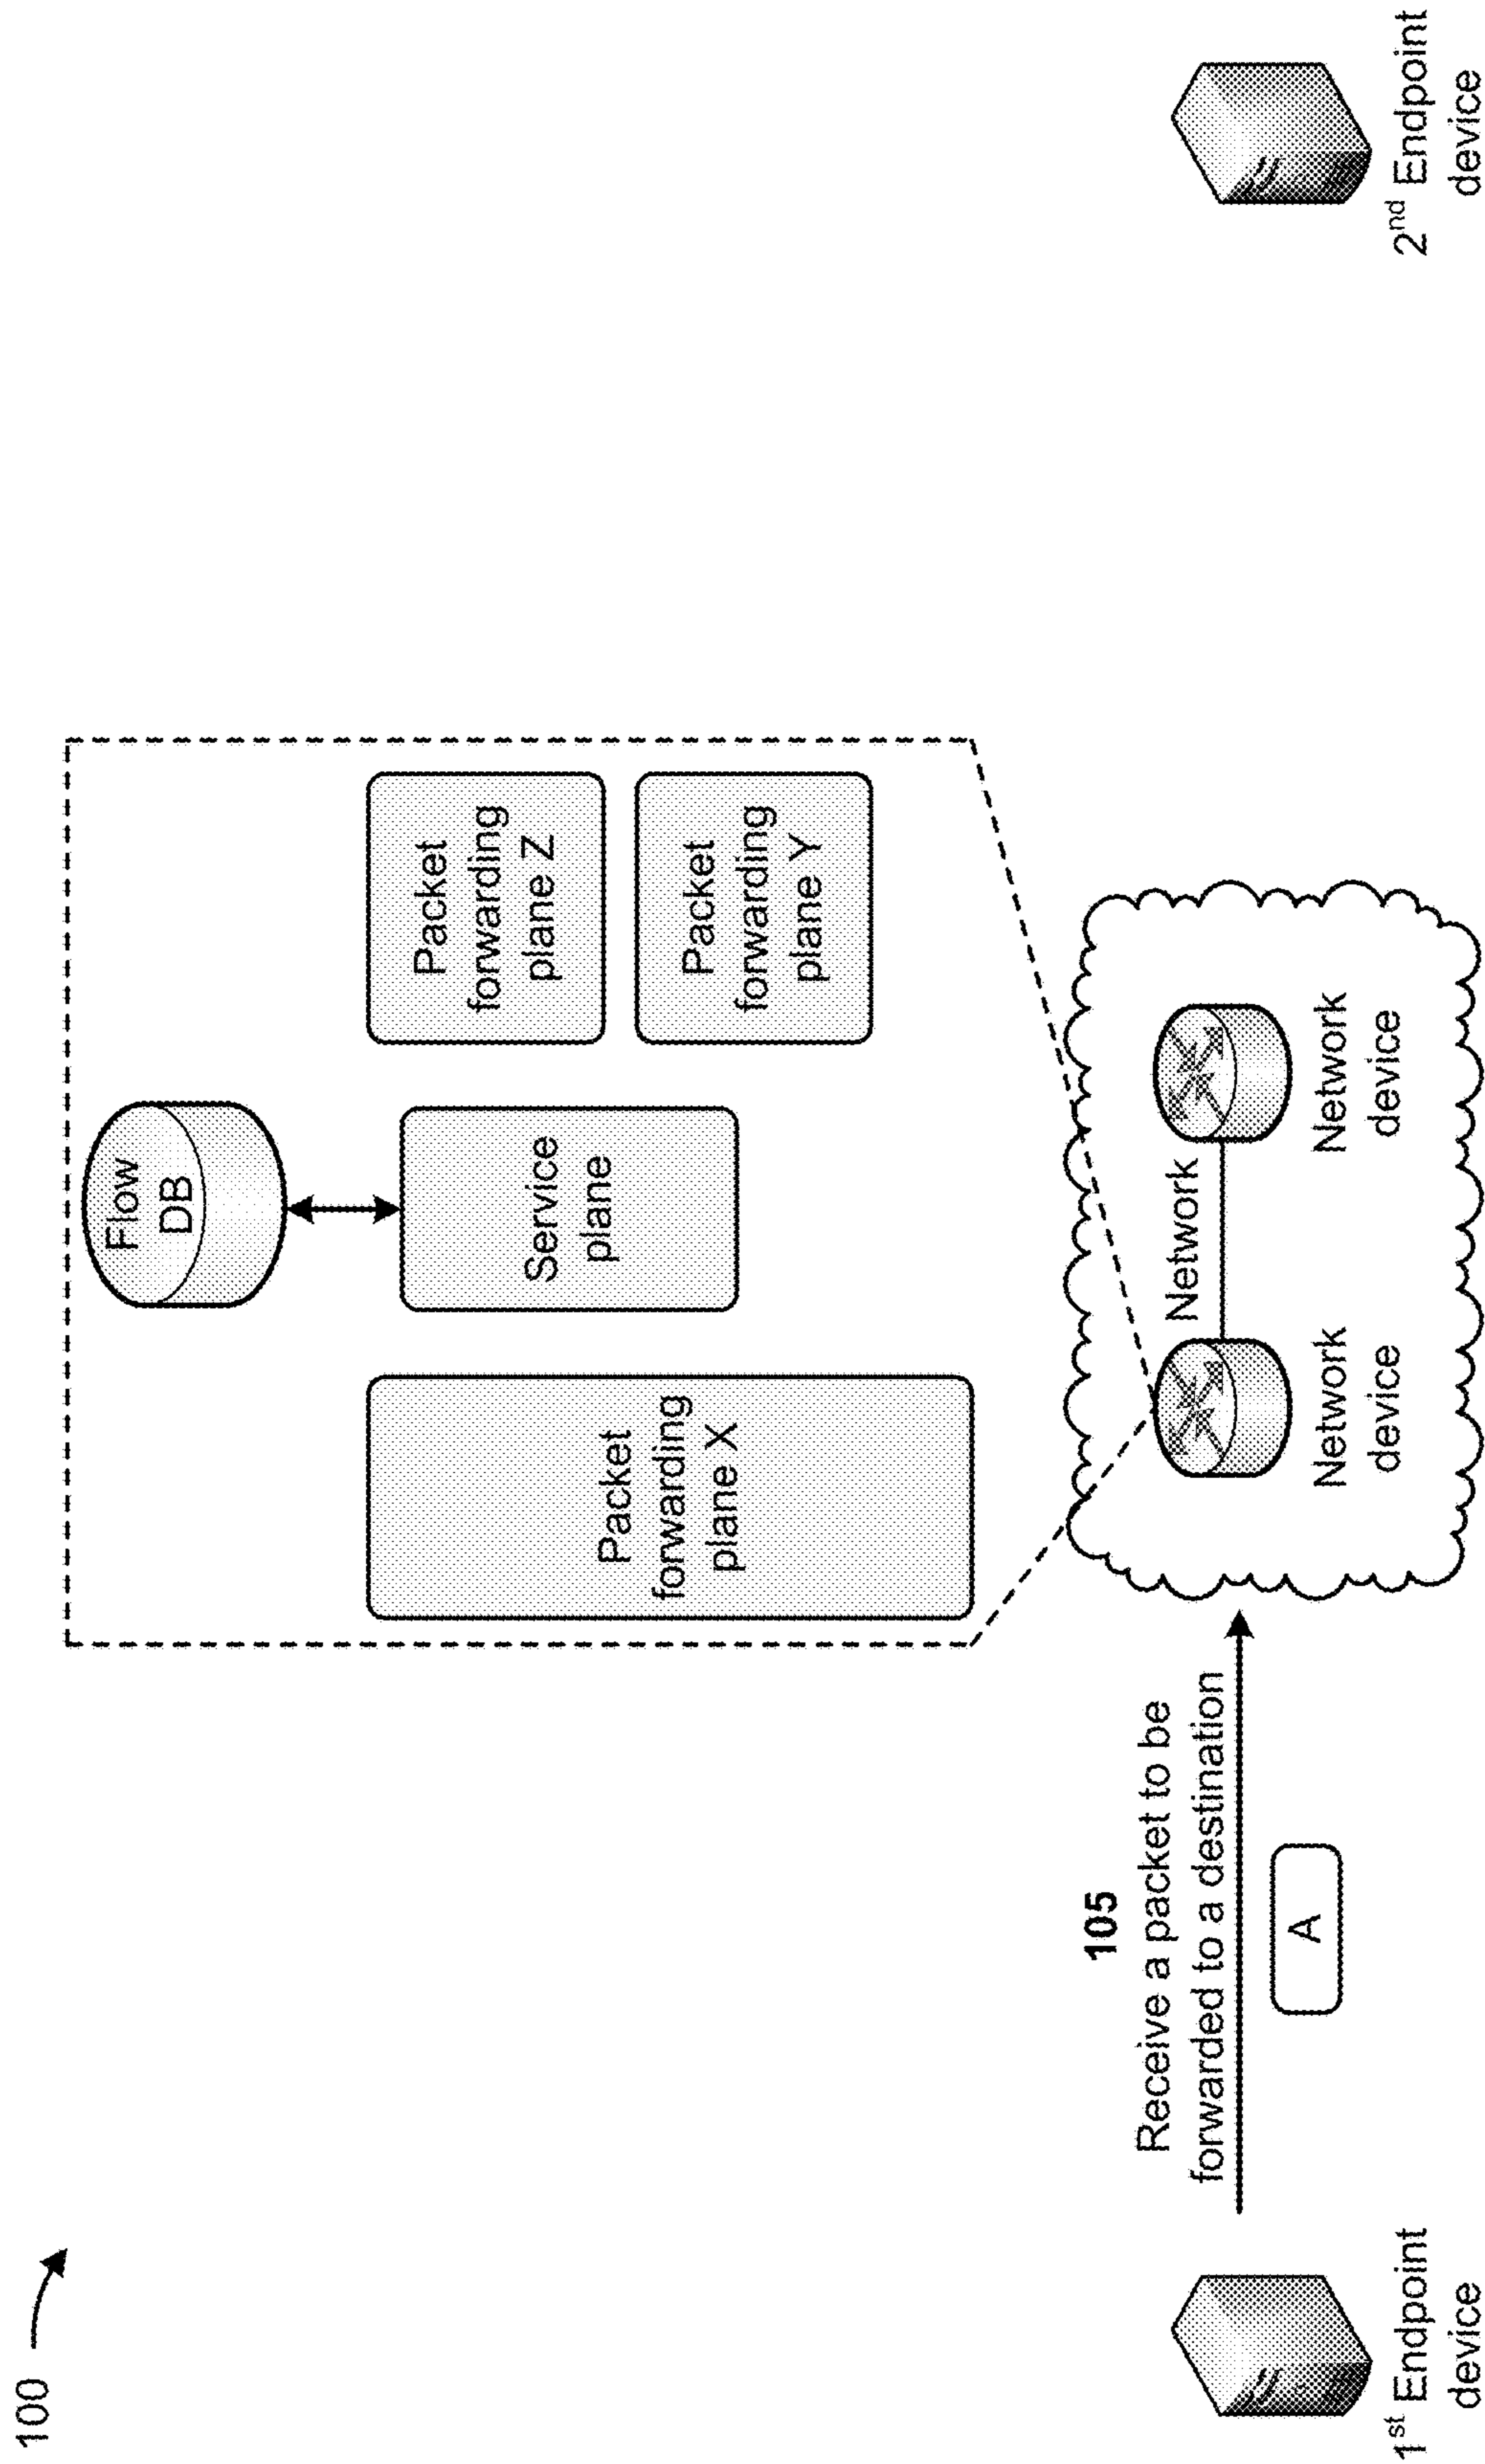 100
Flow
DB
Packet
forwarding
plane X
Service
plane
Packet
forwarding
plane Z
Packet
forwarding
plane Y
105
Receive a packet to be
forwarded to a destination
A
Network
Network
device
Network
device
1st Endpoint
device
2nd Endpoint
device